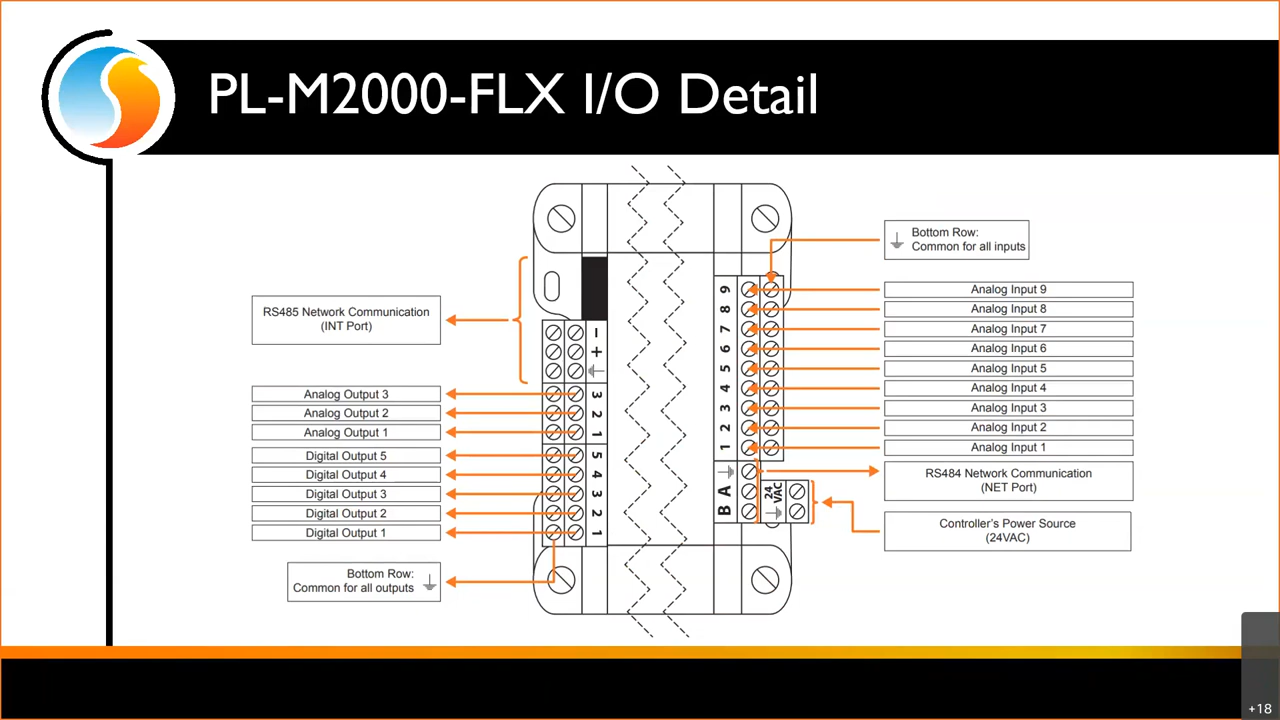 PL-M2000-FLX I/O Detail
RS485 Network Communication
(INT Port)
Analog Output 3
Analog Output 2
Analog Output 1
Digital Output 5
Digital Output 4
Digital Output 3
Digital Output 2
Digital Output 1
Bottom Row:
Common for all outputs
−
+
3
2
1
5
4
3
2
1
9
8
7
6
5
4
3
2
1
A
B
24
VAC
Bottom Row:
Common for all inputs
Analog Input 9
Analog Input 8
Analog Input 7
Analog Input 6
Analog Input 5
Analog Input 4
Analog Input 3
Analog Input 2
Analog Input 1
RS484 Network Communication
(NET Port)
Controller's Power Source
(24VAC)
+18